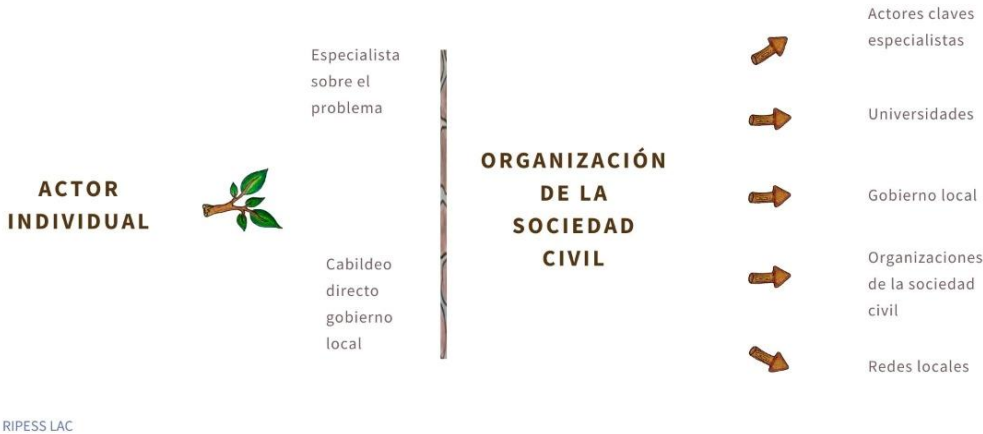 ACTOR
INDIVIDUAL
Especialista
sobre el
problema
Cabildeo
directo
gobierno
local
ORGANIZACIÓN
DE LA
SOCIEDAD
CIVIL
Actores claves
especialistas
Universidades
Gobierno local
Organizaciones
de la sociedad
civil
Redes locales
RIPESS LAC